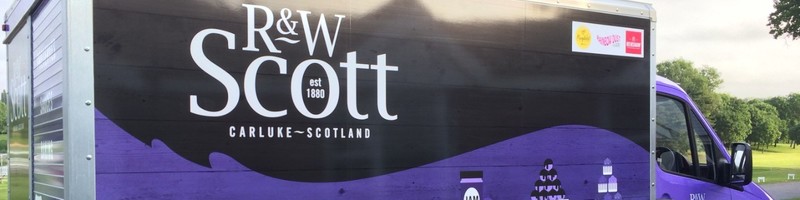 R&W
Scott
est
1880
CARLUKE~SCOTLAND
R&W